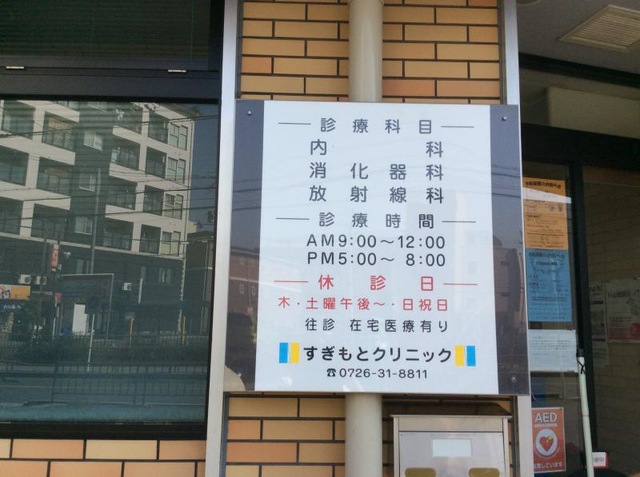 診療科目
内科
消化器科
放射線科
診療時間
AM9:00～12:00
PM5:00～ 8:00
休診日
木・土曜午後～・日祝日
往診 在宅医療有り
すぎもとクリニック
☎0726-31-8811
AED